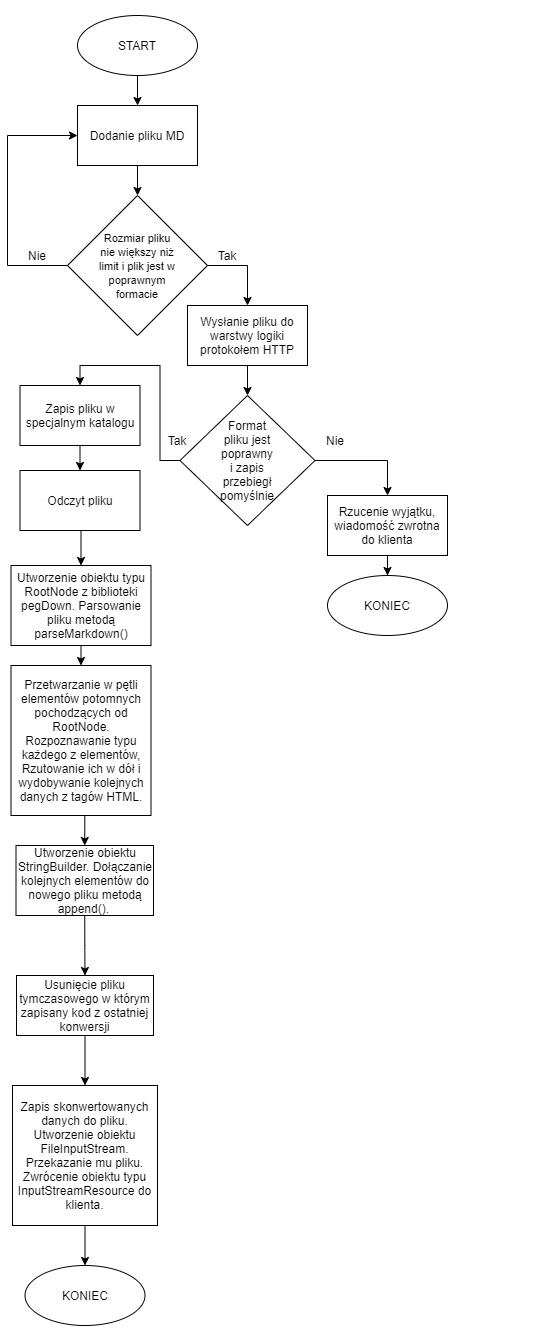 START
Dodanie pliku MD
Rozmiar pliku
nie większy niż
limit i plik jest w
poprawnym
formacie
Nie
Tak
Wysłanie pliku do
warstwy logiki
protokołem HTTP
Format
pliku jest
poprawny
i zapis
przebiegł
pomyślnie
Tak
Nie
Zapis pliku w
specjalnym katalogu
Odczyt pliku
Rzucenie wyjątku,
wiadomość zwrotna
do klienta
KONIEC
Utworzenie obiektu typu
RootNode z biblioteki
pegDown. Parsowanie
pliku metodą
parseMarkdown()
Przetwarzanie w pętli
elementów potomnych
pochodzących od
RootNode.
Rozpoznawanie typu
każdego z elementów,
Rzutowanie ich w dół i
wydobywanie kolejnych
danych z tagów HTML.
Utworzenie obiektu
StringBuilder. Dołączanie
kolejnych elementów do
nowego pliku metodą
append().
Usunięcie pliku
tymczasowego w którym
zapisany kod z ostatniej
konwersji
Zapis skonwertowanych
danych do pliku.
Utworzenie obiektu
FileInputStream.
Przekazanie mu pliku.
Zwrócenie obiektu typu
InputStreamResource do
klienta.
KONIEC